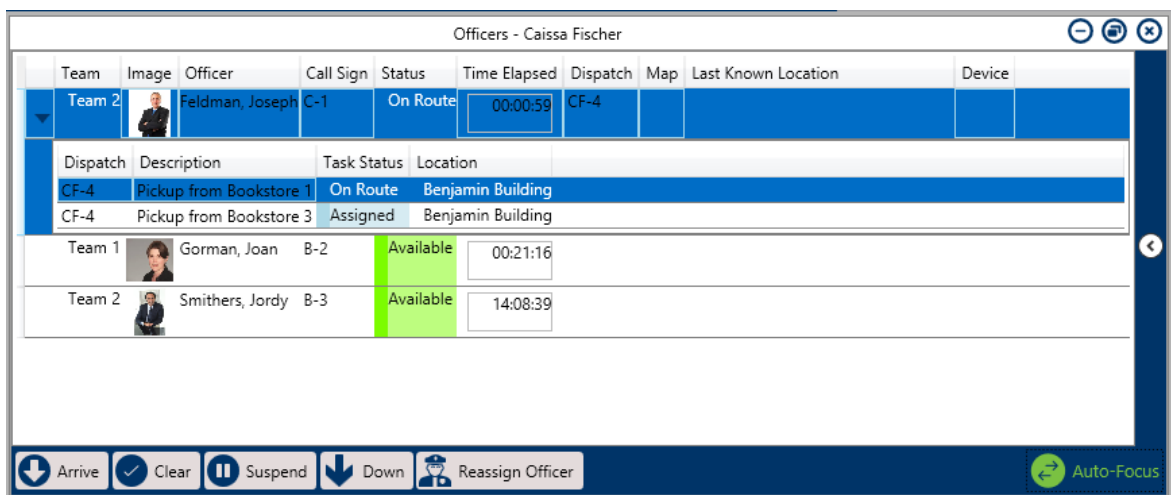 Officers - Caissa Fischer
Team Image Officer Call Sign Status Time Elapsed Dispatch Map Last Known Location Device
Team 2 Feldman, Joseph C-1 On Route 00:00:59 CF-4
Dispatch Description Task Status Location
CF-4 Pickup from Bookstore 1 On Route Benjamin Building
CF-4 Pickup from Bookstore 3 Assigned Benjamin Building
Team 1 Gorman, Joan B-2 Available 00:21:16
Team 2 Smithers, Jordy B-3 Available 14:08:39
Arrive Clear Suspend Down Reassign Officer Auto-Focus